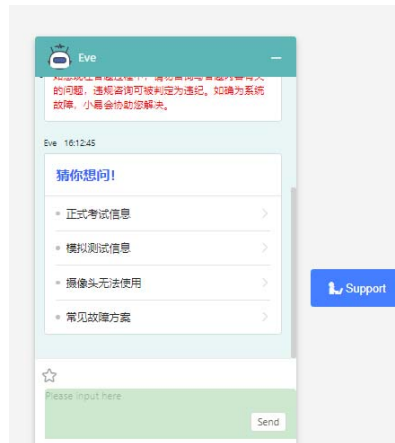 Eve
的问题，违规咨询可被判定为违纪。如确为系统
故障，小嘉会协助您解决。
Eve 16:12:45
猜你想问!
正式考试信息
模拟测试信息
摄像头无法使用
常见故障方案
Support
Please input here
Send